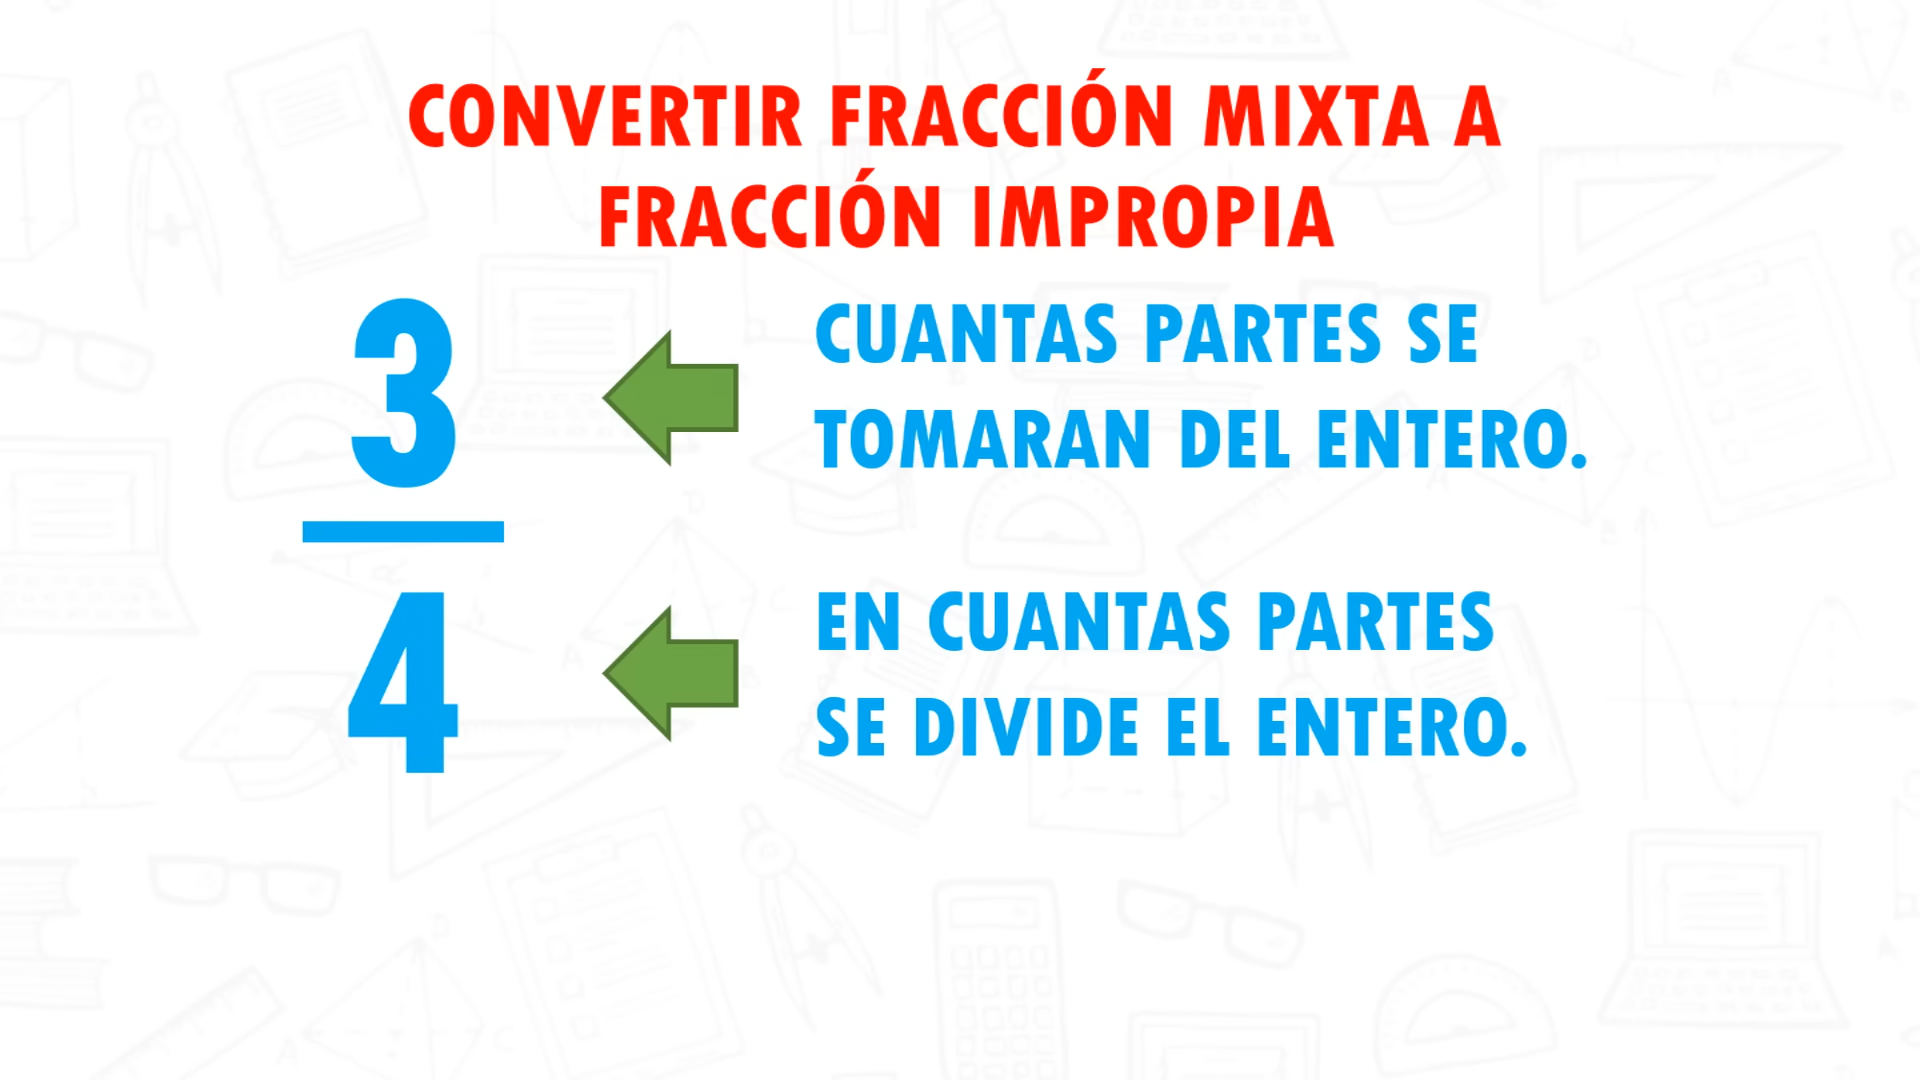 CONVERTIR FRACCIÓN MIXTA A
FRACCIÓN IMPROPIA
3
CUANTAS PARTES SE
TOMARAN DEL ENTERO.
4
EN CUANTAS PARTES
SE DIVIDE EL ENTERO.